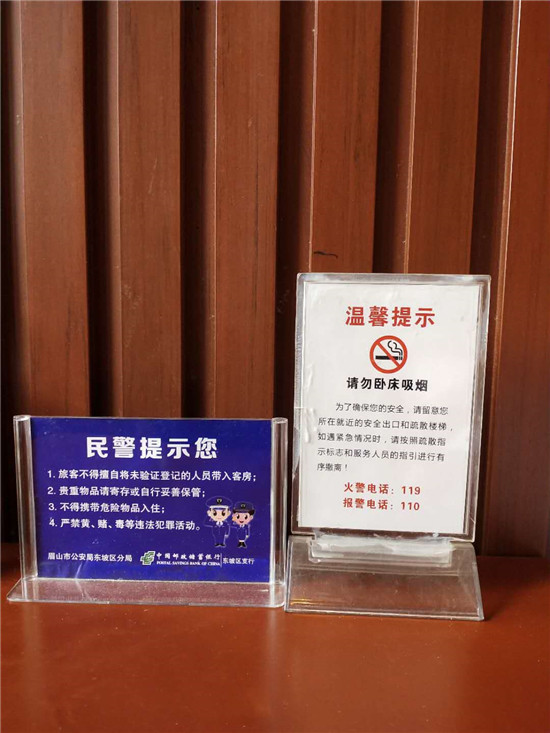 民警提示您
1. 旅客不得擅自将未验证登记的人员带入客房；
2. 贵重物品请寄存或自行妥善保管；
3. 不得携带危险物品入住；
4. 严禁黄、赌、毒等违法犯罪活动。
眉山市公安局东坡区分局 中国邮政储蓄银行 东坡区支行
POSTAL SAVINGS BANK OF CHINA
温馨提示
请勿卧床吸烟
为了确保您的安全，请留意您
所在就近的安全出口和疏散楼梯，
如遇紧急情况时，请按照疏散指
示标志和服务人员的指引进行有
序撤离！
火警电话：119
报警电话：110